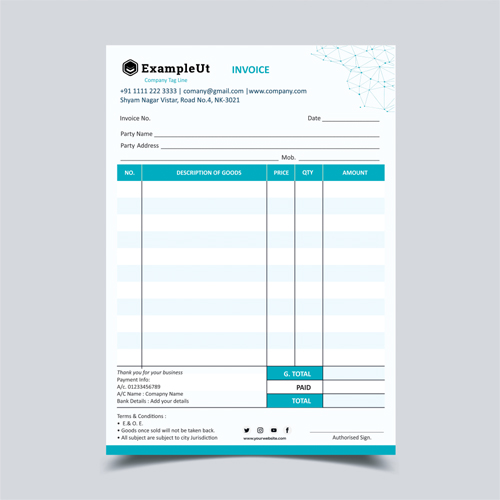 ExampleUt INVOICE
Company Tag Line
+91 1111 222 3333 | comany@gmail.com |www.company.com
Shyam Nagar Vistar, Road No.4, NK-3021
Invoice No. Date
Party Name
Party Address
Mob.
NO. DESCRIPTION OF GOODS PRICE QTY AMOUNT
Thank you for your business G. TOTAL
Payment Info:
A/c. 01233456789 PAID
A/C Name : Comapny Name
Bank Details : Add your details TOTAL
Terms & Conditions :
• E.& O. E.
• Goods once sold will not be taken back.
• All subject are subject to city Jurisdiction www.yourwebsite.com Authorised Sign.